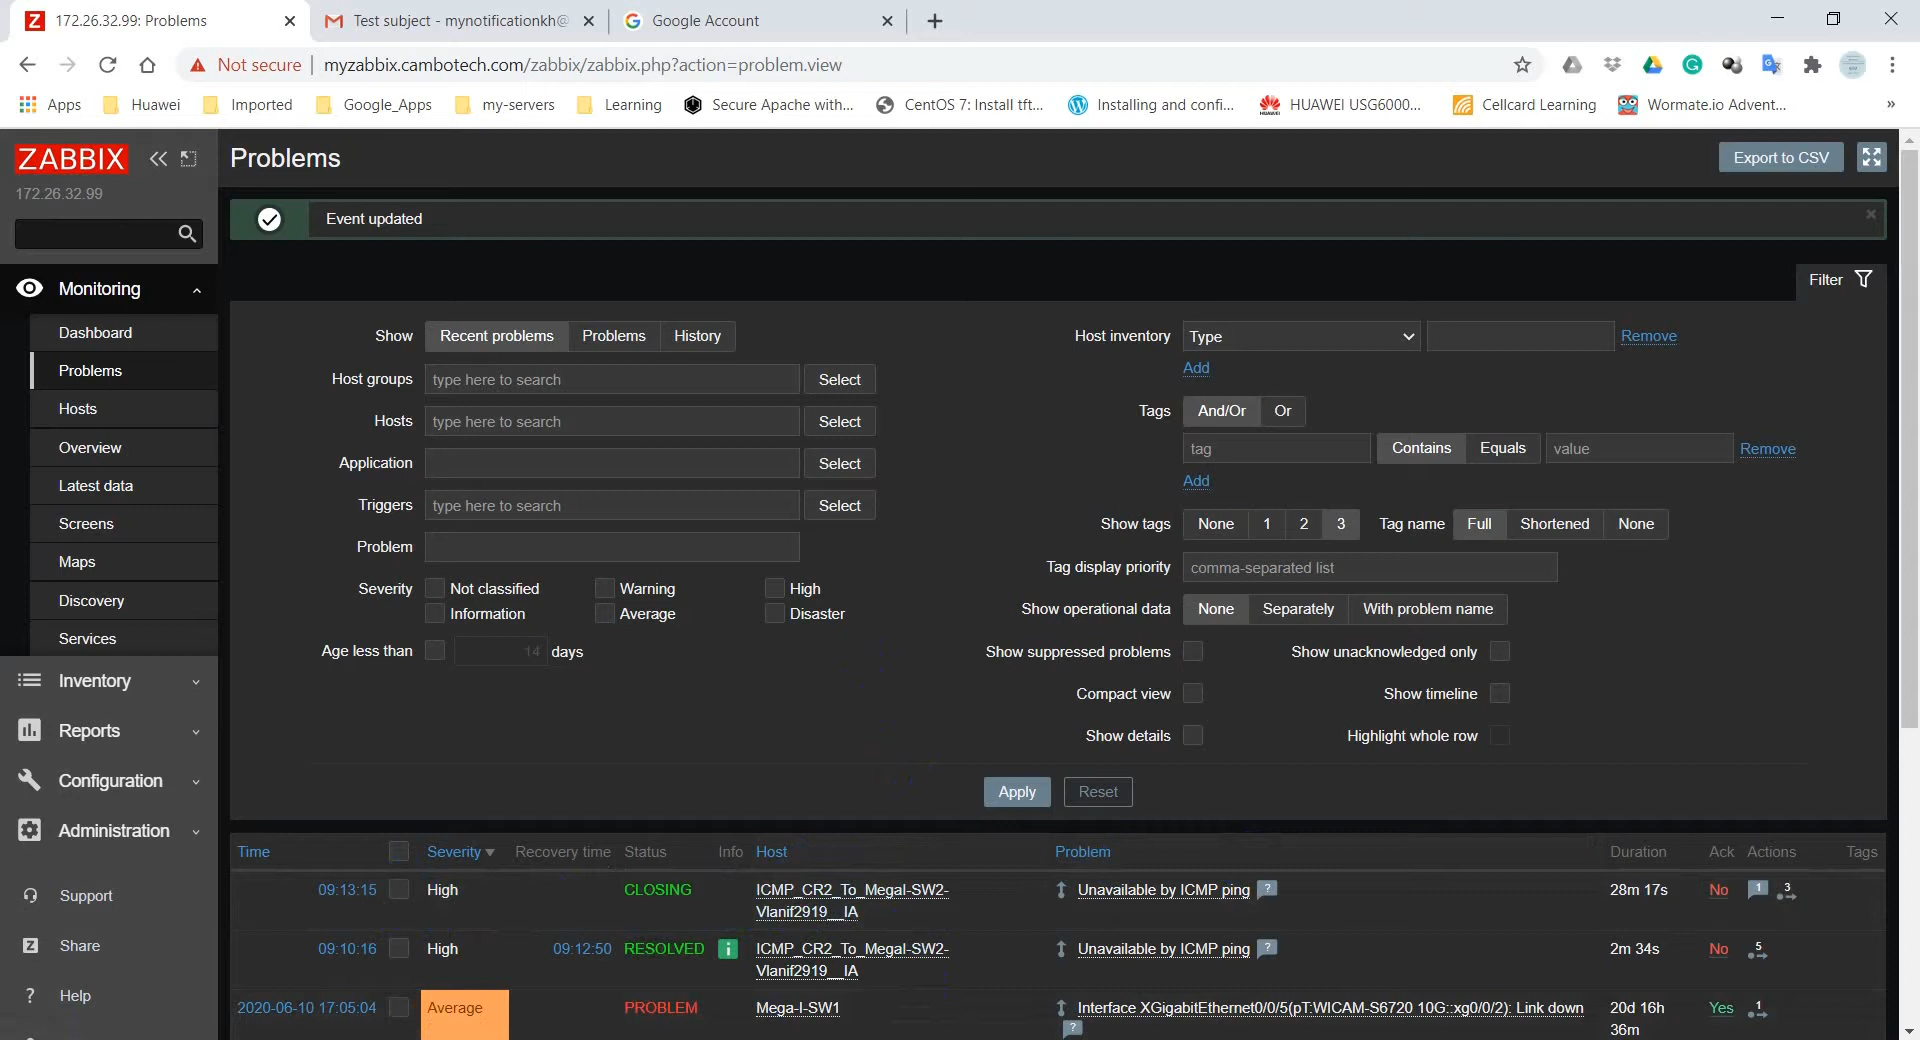 172.26.32.99: Problems
Test subject - mynotificationkh@
Google Account
Not secure
myzabbix.cambotech.com/zabbix/zabbix.php?action=problem.view
Apps
Huawei
Imported
Google_Apps
my-servers
Learning
Secure Apache with...
CentOS 7: Install tft...
Installing and confi...
HUAWEI USG6000...
Cellcard Learning
Wormate.io Advent...
»
ZABBIX
172.26.32.99
Problems
Export to CSV
Event updated
Filter
Monitoring
Dashboard
Problems
Hosts
Overview
Latest data
Screens
Maps
Discovery
Services
Inventory
Reports
Configuration
Administration
Support
Share
Help
Show Recent problems Problems History
Host groups type here to search Select
Hosts type here to search Select
Application Select
Triggers type here to search Select
Problem
Severity Not classified Warning High
Information Average Disaster
Age less than 14 days
Host inventory Type Remove
Add
Tags And/Or Or
tag Contains Equals value Remove
Add
Show tags None 1 2 3 Tag name Full Shortened None
Tag display priority comma-separated list
Show operational data None Separately With problem name
Show suppressed problems Show unacknowledged only
Compact view Show timeline
Show details Highlight whole row
Apply Reset
Time Severity Recovery time Status Info Host Problem Duration Ack Actions Tags
09:13:15 High CLOSING ICMP_CR2_To_MegaI-SW2- Unavailable by ICMP ping ? 28m 17s No 1 3
Vlanif2919__IA
09:10:16 High 09:12:50 RESOLVED i ICMP_CR2_To_MegaI-SW2- Unavailable by ICMP ping ? 2m 34s No 5
Vlanif2919__IA
2020-06-10 17:05:04 Average PROBLEM Mega-I-SW1 Interface XGigabitEthernet0/0/5(pT:WICAM-S6720 10G::xg0/0/2): Link down 20d 16h Yes 1
? 36m